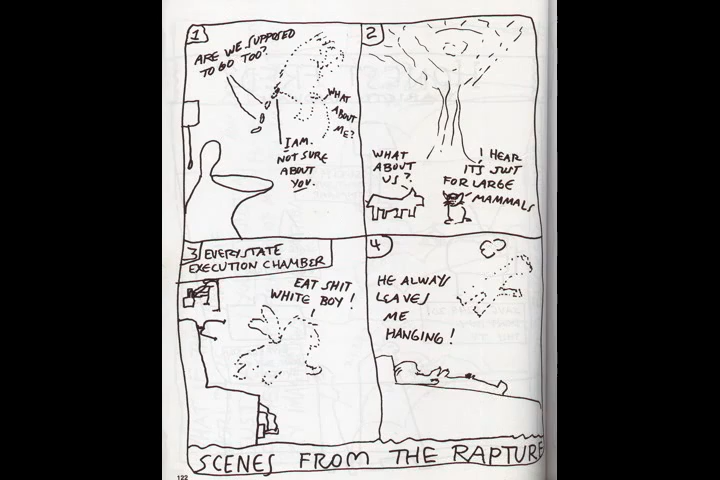 1
ARE WE SUPPOSED
TO GO TOO?
WHAT
ABOUT
ME?
I AM.
NOT SURE
ABOUT
YOU.
2
WHAT
ABOUT
US?
I HEAR
IT'S JUST
FOR LARGE
MAMMALS
3 EVERY STATE
EXECUTION CHAMBER
EAT SHIT
WHITE BOY!
4
HE ALWAYS
LEAVES
ME
HANGING!
SCENES FROM THE RAPTURE
122